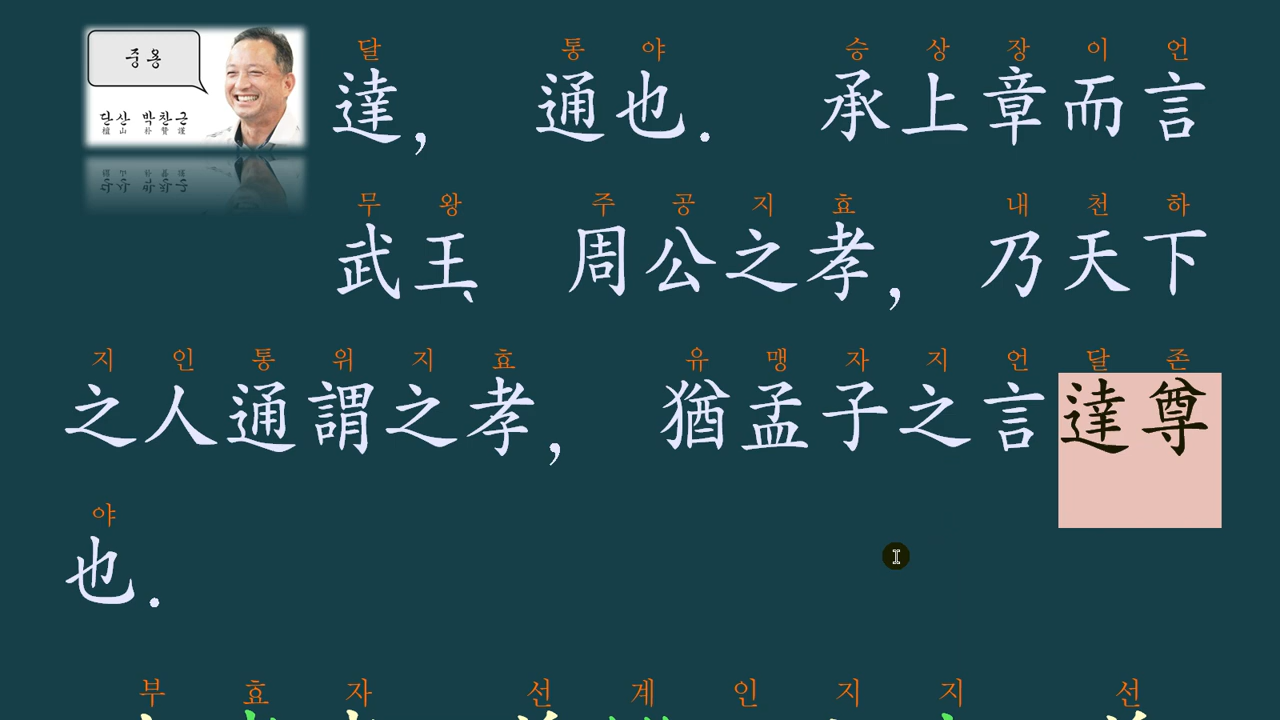 중용
단산 박찬근
檀山 朴贊謹
달 통 야 승 상 장 이 언
達, 通也. 承上章而言
무 왕 주 공 지 효 내 천 하
武王、 周公之孝, 乃天下
지 인 통 위 지 효 유 맹 자 지 언 달 존
之人通謂之孝, 猶孟子之言達尊
야
也.
부 효 자 선 계 인 지 지 선